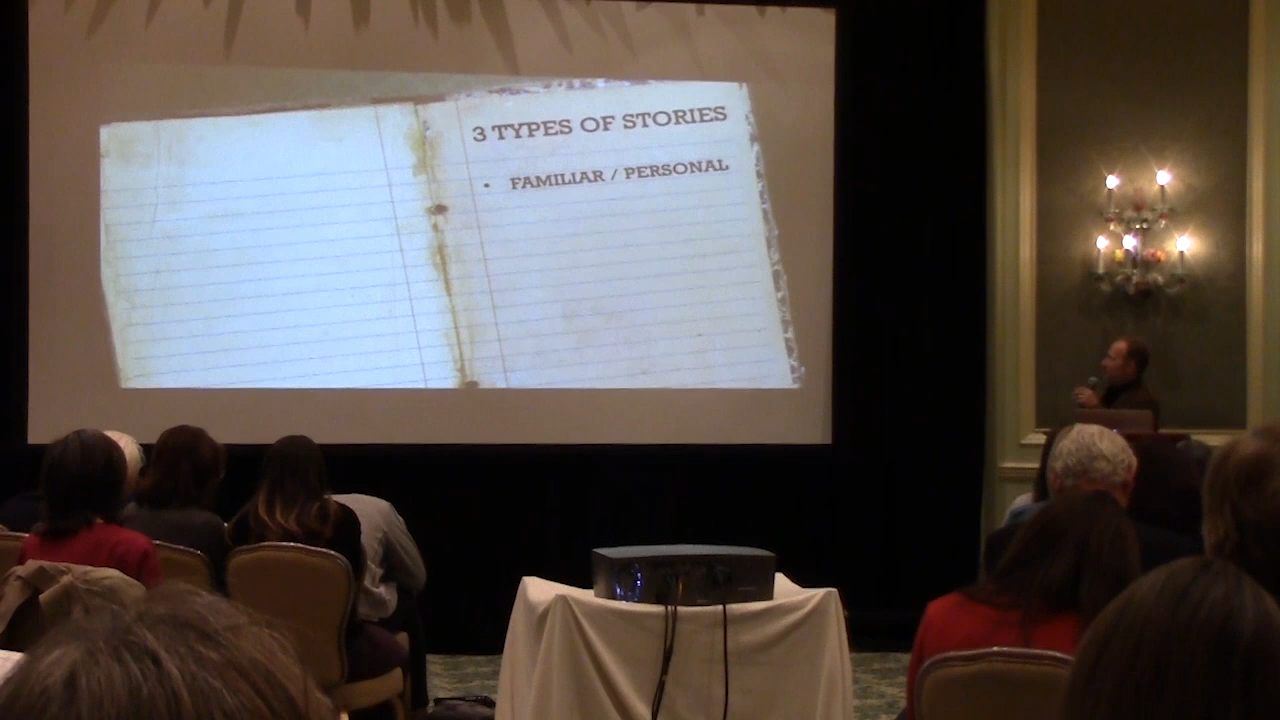 3 TYPES OF STORIES
• FAMILIAR / PERSONAL